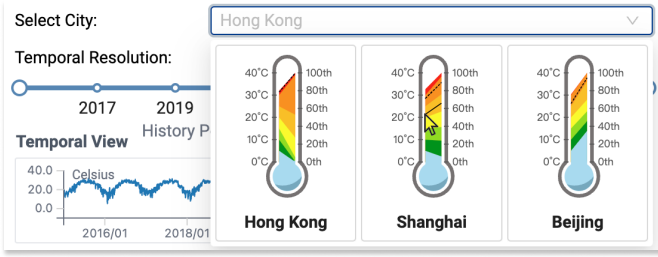 Select City:
Hong Kong
Temporal Resolution:
2017
2019
History P
Temporal View
40.0
Celsius
20.0
0.0
2016/01
2018/01
40°C
100th
30°C
80th
60th
20°C
40th
10°C
20th
0°C
0th
Hong Kong
40°C
100th
30°C
80th
60th
20°C
40th
10°C
20th
0°C
0th
Shanghai
40°C
100th
30°C
80th
60th
20°C
40th
10°C
20th
0°C
0th
Beijing